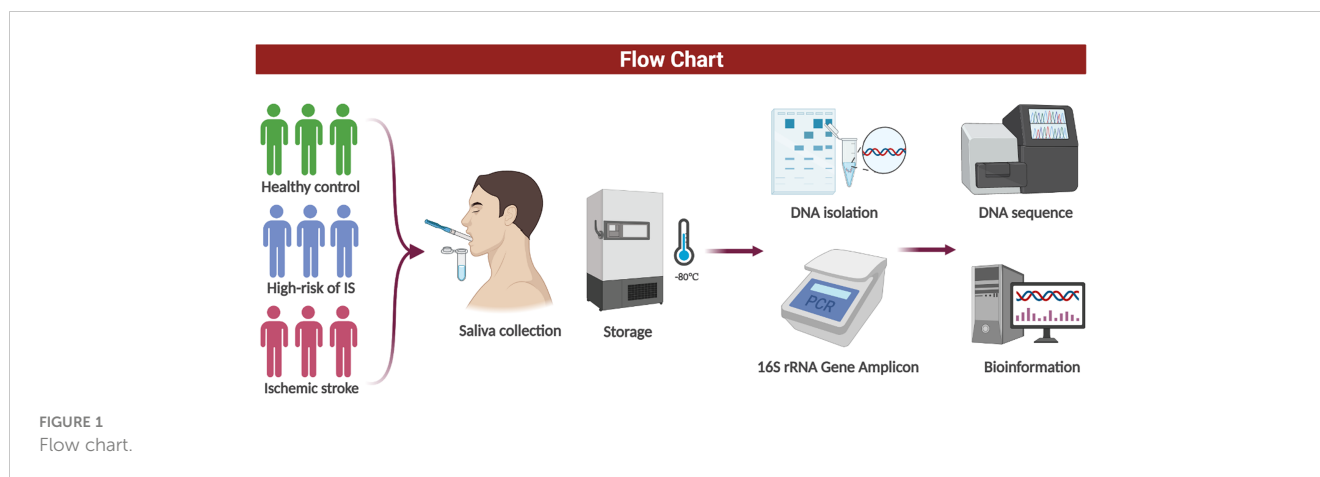 Flow Chart
Healthy control
High-risk of IS
Ischemic stroke
Saliva collection
Storage
-80°C
DNA isolation
PCR
16S rRNA Gene Amplicon
DNA sequence
Bioinformation
FIGURE 1
Flow chart.